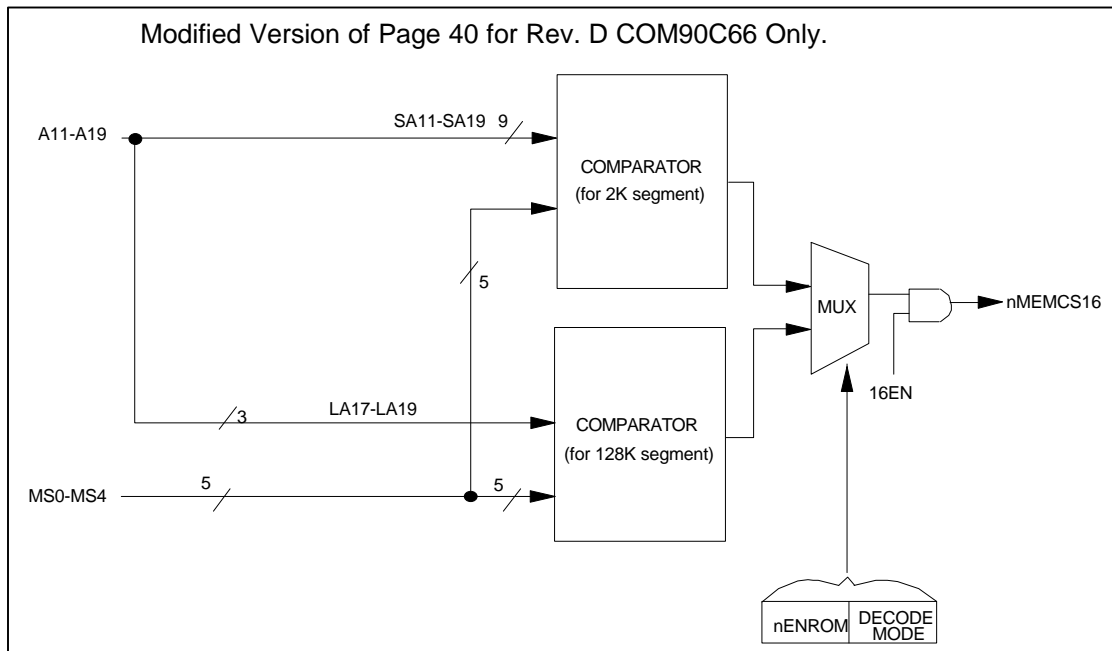 Modified Version of Page 40 for Rev. D COM90C66 Only.
A11-A19
SA11-SA19 9
COMPARATOR
(for 2K segment)
5
MUX
nMEMCS16
16EN
3
LA17-LA19
COMPARATOR
(for 128K segment)
MS0-MS4
5
5
nENROM
DECODE
MODE